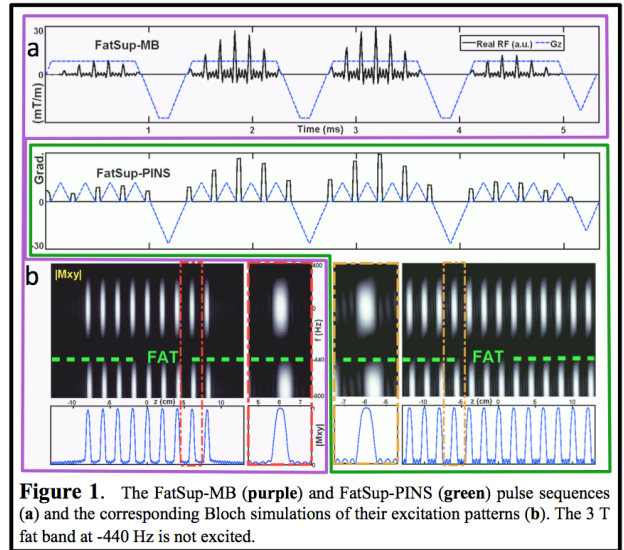 a
FatSup-MB
Real RF (a.u.)
Gz
30
0
(mT/m)
1
2
3
4
5
Time (ms)
FatSup-PINS
Grad.
0
-30
b
|Mxy|
400
f (Hz)
-440
-800
FAT
FAT
-10
-5
0
5
10
z (cm)
5
6
7
-7
-6
-5
-10
-5
0
5
10
z (cm)
|Mxy|
0
Figure 1. The FatSup-MB (purple) and FatSup-PINS (green) pulse sequences
(a) and the corresponding Bloch simulations of their excitation patterns (b). The 3 T
fat band at -440 Hz is not excited.